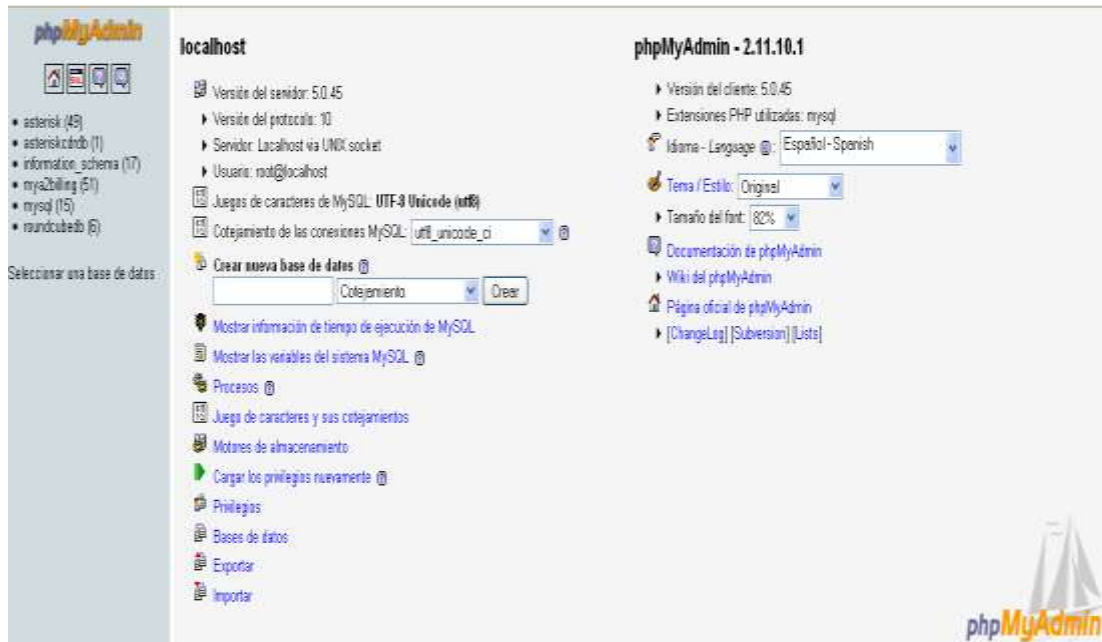 phpMyAdmin
• asterisk (49)
• asteriskcdrdb (1)
• information_schema (17)
• mya2billing (51)
• mysql (15)
• roundcubedb (6)
Seleccionar una base de datos
localhost
Versión del servidor: 5.0.45
Versión del protocolo: 10
Servidor: Localhost via UNIX socket
Usuario: root@localhost
Juegos de caracteres de MySQL: UTF-8 Unicode (utf8)
Cotejamiento de las conexiones MySQL: utf8_unicode_ci
Crear nueva base de datos
Cotejamiento Crear
Mostrar información de tiempo de ejecución de MySQL
Mostrar las variables del sistema MySQL
Procesos
Juego de caracteres y sus cotejamientos
Motores de almacenamiento
Cargar los privilegios nuevamente
Privilegios
Bases de datos
Exportar
Importar
phpMyAdmin - 2.11.10.1
Versión del cliente: 5.0.45
Extensiones PHP utilizadas: mysql
Idioma - Language : Español - Spanish
Tema / Estilo: Original
Tamaño del font: 82%
Documentación de phpMyAdmin
Wiki del phpMyAdmin
Página oficial de phpMyAdmin
[ChangeLog] [Subversion] [Lists]
phpMyAdmin